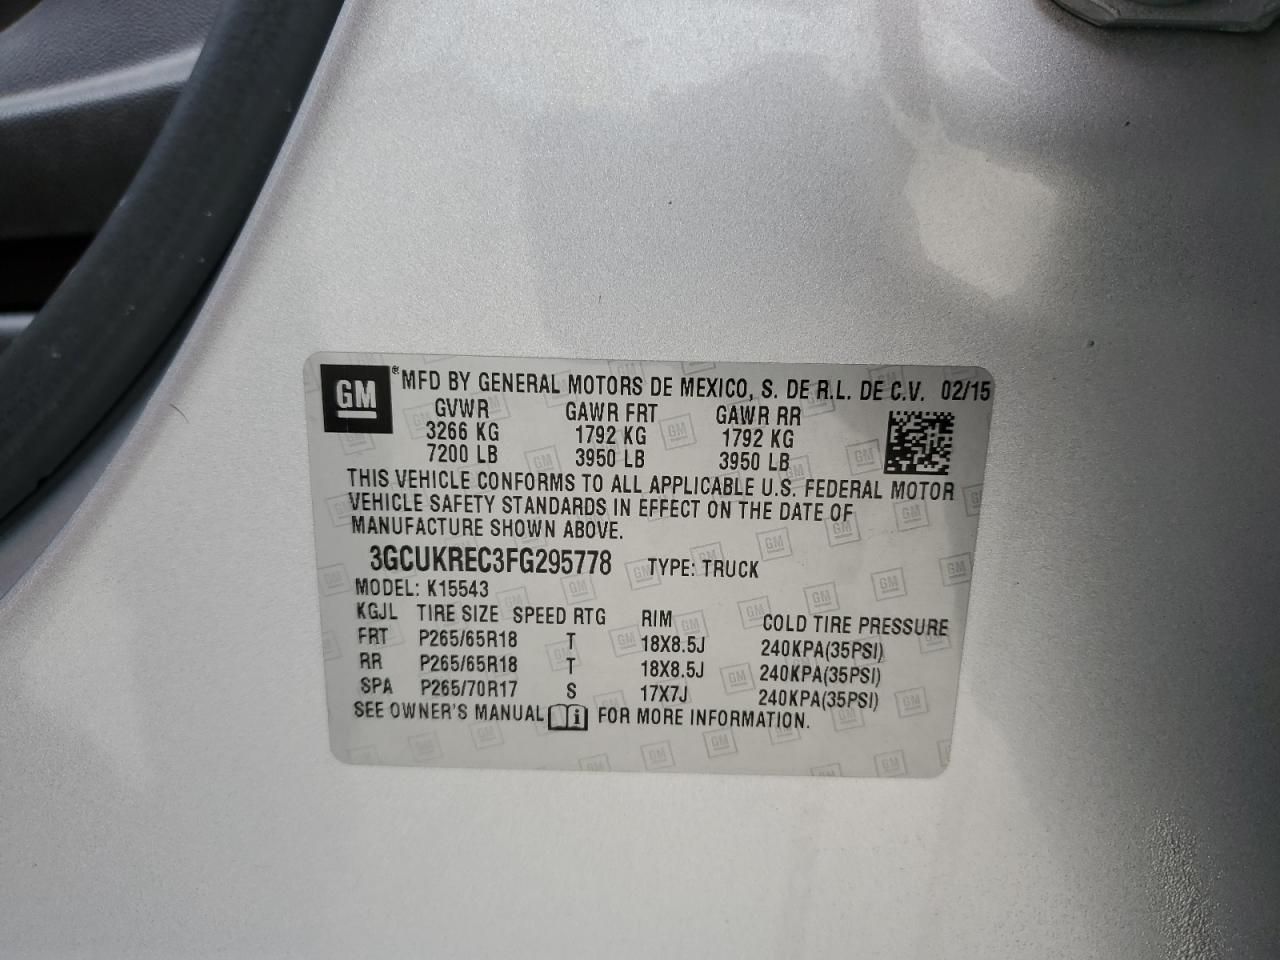 GM ® MFD BY GENERAL MOTORS DE MEXICO, S. DE R.L. DE C.V. 02/15
GVWR GAWR FRT GAWR RR
3266 KG 1792 KG 1792 KG
7200 LB 3950 LB 3950 LB
THIS VEHICLE CONFORMS TO ALL APPLICABLE U.S. FEDERAL MOTOR
VEHICLE SAFETY STANDARDS IN EFFECT ON THE DATE OF
MANUFACTURE SHOWN ABOVE.
3GCUKREC3FG295778 TYPE: TRUCK
MODEL: K15543
KGJL TIRE SIZE SPEED RTG RIM COLD TIRE PRESSURE
FRT P265/65R18 T 18X8.5J 240KPA(35PSI)
RR P265/65R18 T 18X8.5J 240KPA(35PSI)
SPA P265/70R17 S 17X7J 240KPA(35PSI)
SEE OWNER'S MANUAL i FOR MORE INFORMATION.